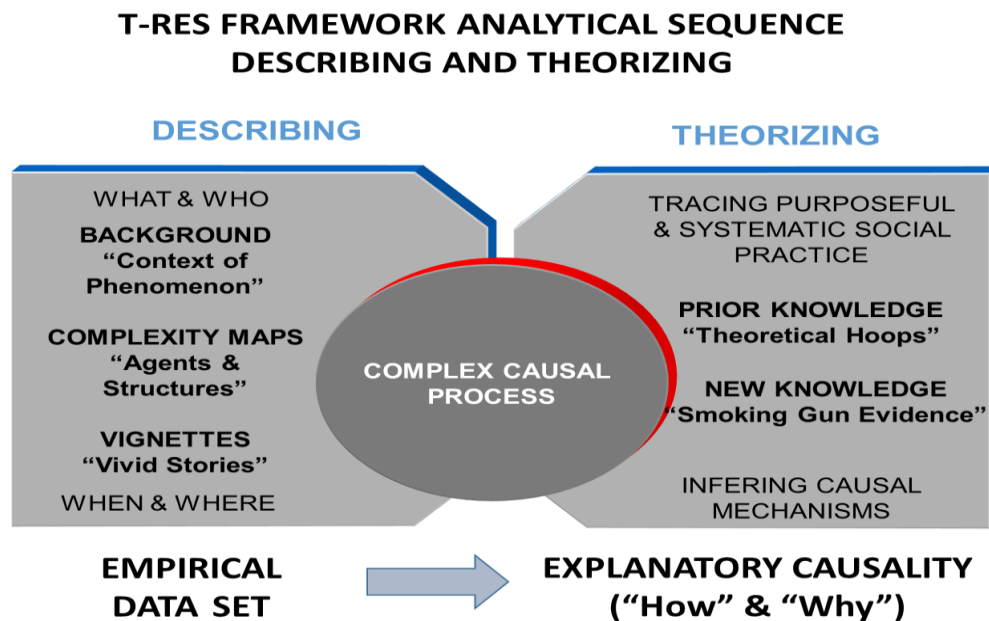 T-RES FRAMEWORK ANALYTICAL SEQUENCE
DESCRIBING AND THEORIZING
DESCRIBING
WHAT & WHO
BACKGROUND
“Context of
Phenomenon”
COMPLEXITY MAPS
“Agents &
Structures”
VIGNETTES
“Vivid Stories”
WHEN & WHERE
COMPLEX CAUSAL
PROCESS
THEORIZING
TRACING PURPOSEFUL
& SYSTEMATIC SOCIAL
PRACTICE
PRIOR KNOWLEDGE
“Theoretical Hoops”
NEW KNOWLEDGE
“Smoking Gun Evidence”
INFERING CAUSAL
MECHANISMS
EMPIRICAL
DATA SET
EXPLANATORY CAUSALITY
(“How” & “Why”)